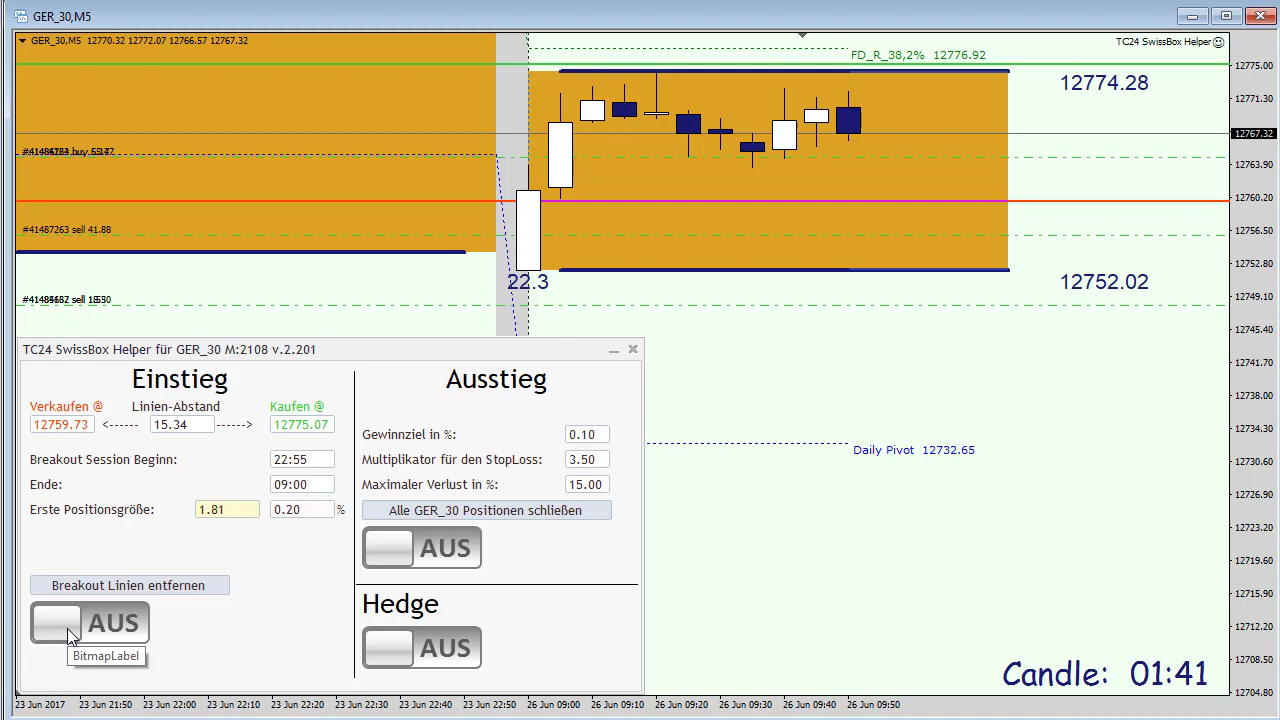 GER_30,M5
GER_30,M5 12770.32 12772.07 12766.57 12767.32
TC24 SwissBox Helper
FD_R_38,2% 12776.92
12775.00
12774.28
12771.30
12767.32
12763.90
12760.20
#41487263 sell 41.88
12756.50
12752.80
22.3
12752.02
12749.10
12745.40
12741.70
12738.00
12734.30
12730.60
12726.90
12723.20
12719.60
12715.90
12712.20
12708.50
12704.80
Daily Pivot 12732.65
TC24 SwissBox Helper für GER_30 M:2108 v.2.201
Einstieg
Verkaufen @ Linien-Abstand Kaufen @
12759.73 <------ 15.34 -----> 12775.07
Breakout Session Beginn: 22:55
Ende: 09:00
Erste Positionsgröße: 1.81 0.20 %
Breakout Linien entfernen
AUS
BitmapLabel
Ausstieg
Gewinnziel in %: 0.10
Multiplikator für den StopLoss: 3.50
Maximaler Verlust in %: 15.00
Alle GER_30 Positionen schließen
AUS
Hedge
AUS
Candle: 01:41
23 Jun 2017 23 Jun 21:50 23 Jun 22:00 23 Jun 22:10 23 Jun 22:20 23 Jun 22:30 23 Jun 22:40 23 Jun 22:50 26 Jun 09:00 26 Jun 09:10 26 Jun 09:20 26 Jun 09:30 26 Jun 09:40 26 Jun 09:50